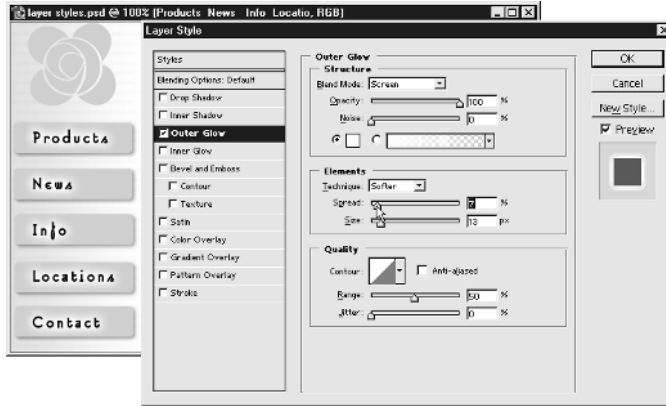 layer styles.psd @ 100% (Products News Info Locatio, RGB)
Products
News
Info
Locations
Contact
Layer Style
Styles
Blending Options: Default
Drop Shadow
Inner Shadow
Outer Glow
Inner Glow
Bevel and Emboss
Contour
Texture
Satin
Color Overlay
Gradient Overlay
Pattern Overlay
Stroke
Outer Glow
Structure
Blend Mode: Screen
Opacity: 100 %
Noise: 0 %
Elements
Technique: Softer
Spread: 7 %
Size: 13 px
Quality
Contour: Anti-aliased
Range: 50 %
Jitter: 0 %
OK
Cancel
New Style...
Preview